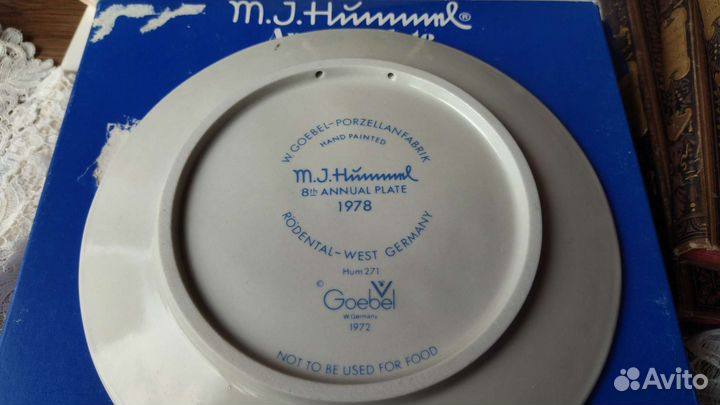 M.J.Hummel®
W. GOEBEL-PORZELLANFABRIK
HAND PAINTED
M.J.Hummel
8th ANNUAL PLATE
1978
RÖDENTAL-WEST GERMANY
Hum 271
© Goebel
W. Germany
1972
NOT TO BE USED FOR FOOD
Avito